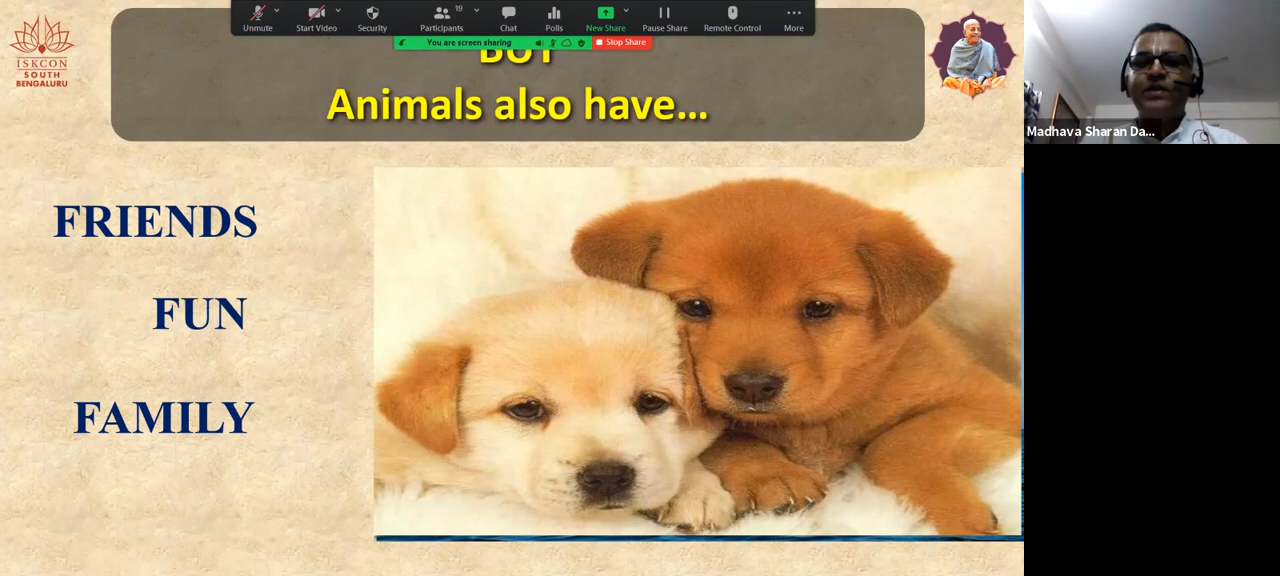 19
Unmute
Start Video
Security
Participants
Chat
Polls
New Share
Pause Share
Remote Control
More
You are screen sharing
Stop Share
BUT
Animals also have...
ISKCON
SOUTH
BENGALURU
FRIENDS
FUN
FAMILY
Madhava Sharan Da...